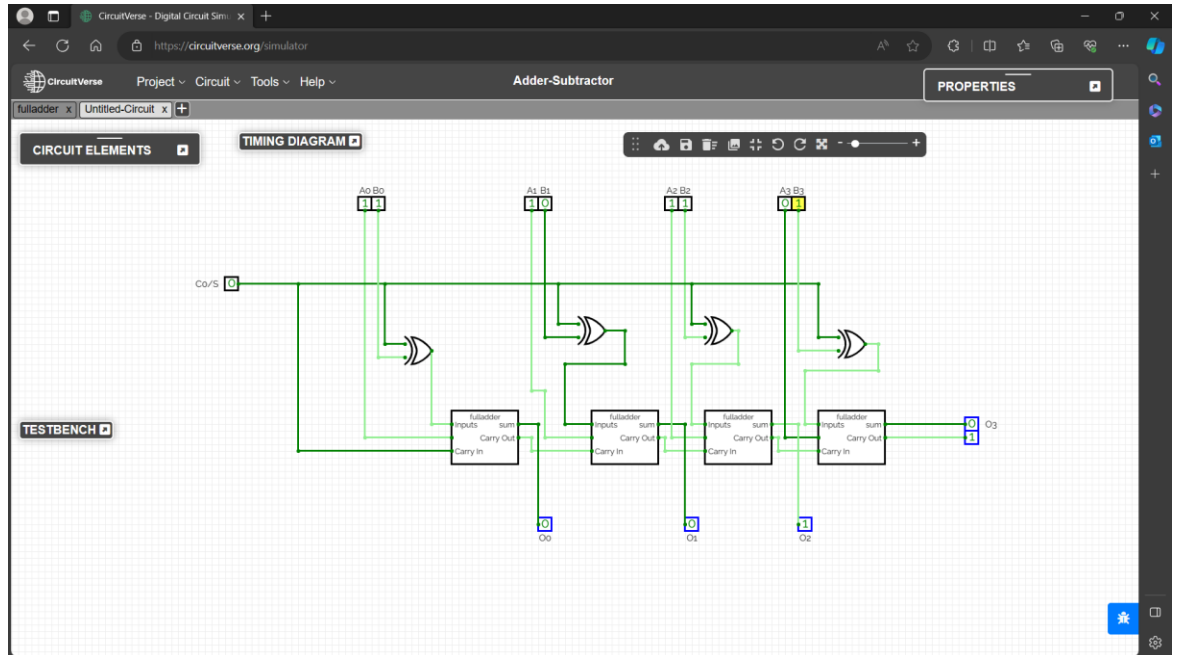 CircuitVerse - Digital Circuit Sim
https://circuitverse.org/simulator
CircuitVerse Project Circuit Tools Help Adder-Subtractor PROPERTIES
fulladder x Untitled-Circuit x +
CIRCUIT ELEMENTS TIMING DIAGRAM
A0 B0 A1 B1 A2 B2 A3 B3
1 1 1 0 1 1 0 1
C0/S 0
TESTBENCH
fulladder fulladder fulladder fulladder
inputs sum inputs sum inputs sum inputs sum 0 O3
Carry Out Carry Out Carry Out Carry Out 1
Carry In Carry In Carry In Carry In
0 0 1
O0 O1 O2